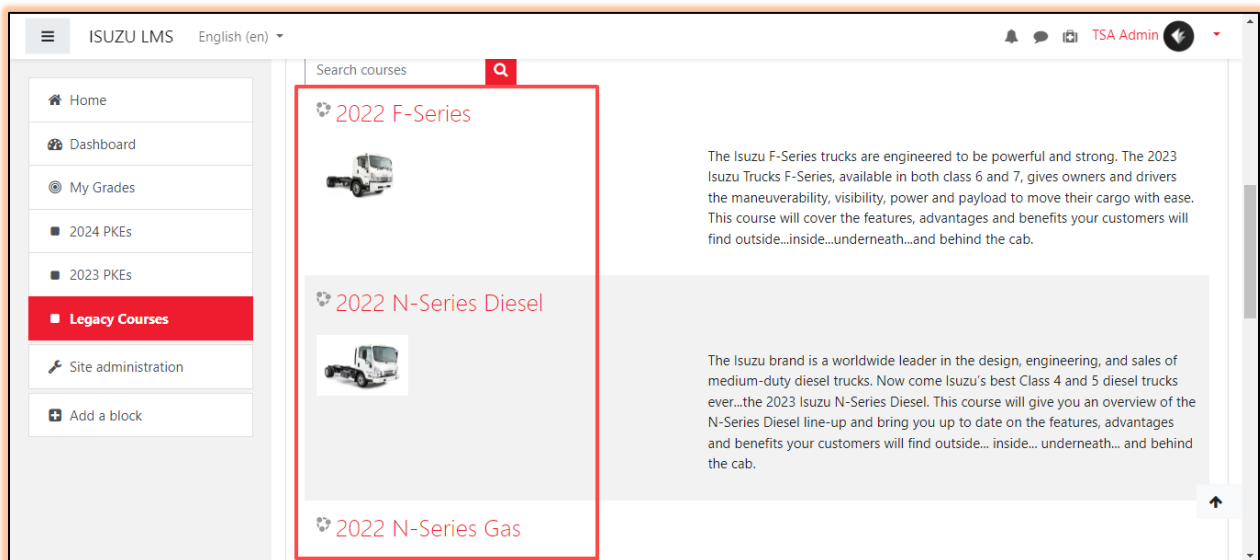 ISUZU LMS English (en)
TSA Admin
Home
Dashboard
My Grades
2024 PKEs
2023 PKEs
Legacy Courses
Site administration
Add a block
Search courses
2022 F-Series
The Isuzu F-Series trucks are engineered to be powerful and strong. The 2023
Isuzu Trucks F-Series, available in both class 6 and 7, gives owners and drivers
the maneuverability, visibility, power and payload to move their cargo with ease.
This course will cover the features, advantages and benefits your customers will
find outside...inside...underneath...and behind the cab.
2022 N-Series Diesel
The Isuzu brand is a worldwide leader in the design, engineering, and sales of
medium-duty diesel trucks. Now come Isuzu's best Class 4 and 5 diesel trucks
ever...the 2023 Isuzu N-Series Diesel. This course will give you an overview of the
N-Series Diesel line-up and bring you up to date on the features, advantages
and benefits your customers will find outside... inside... underneath... and behind
the cab.
2022 N-Series Gas